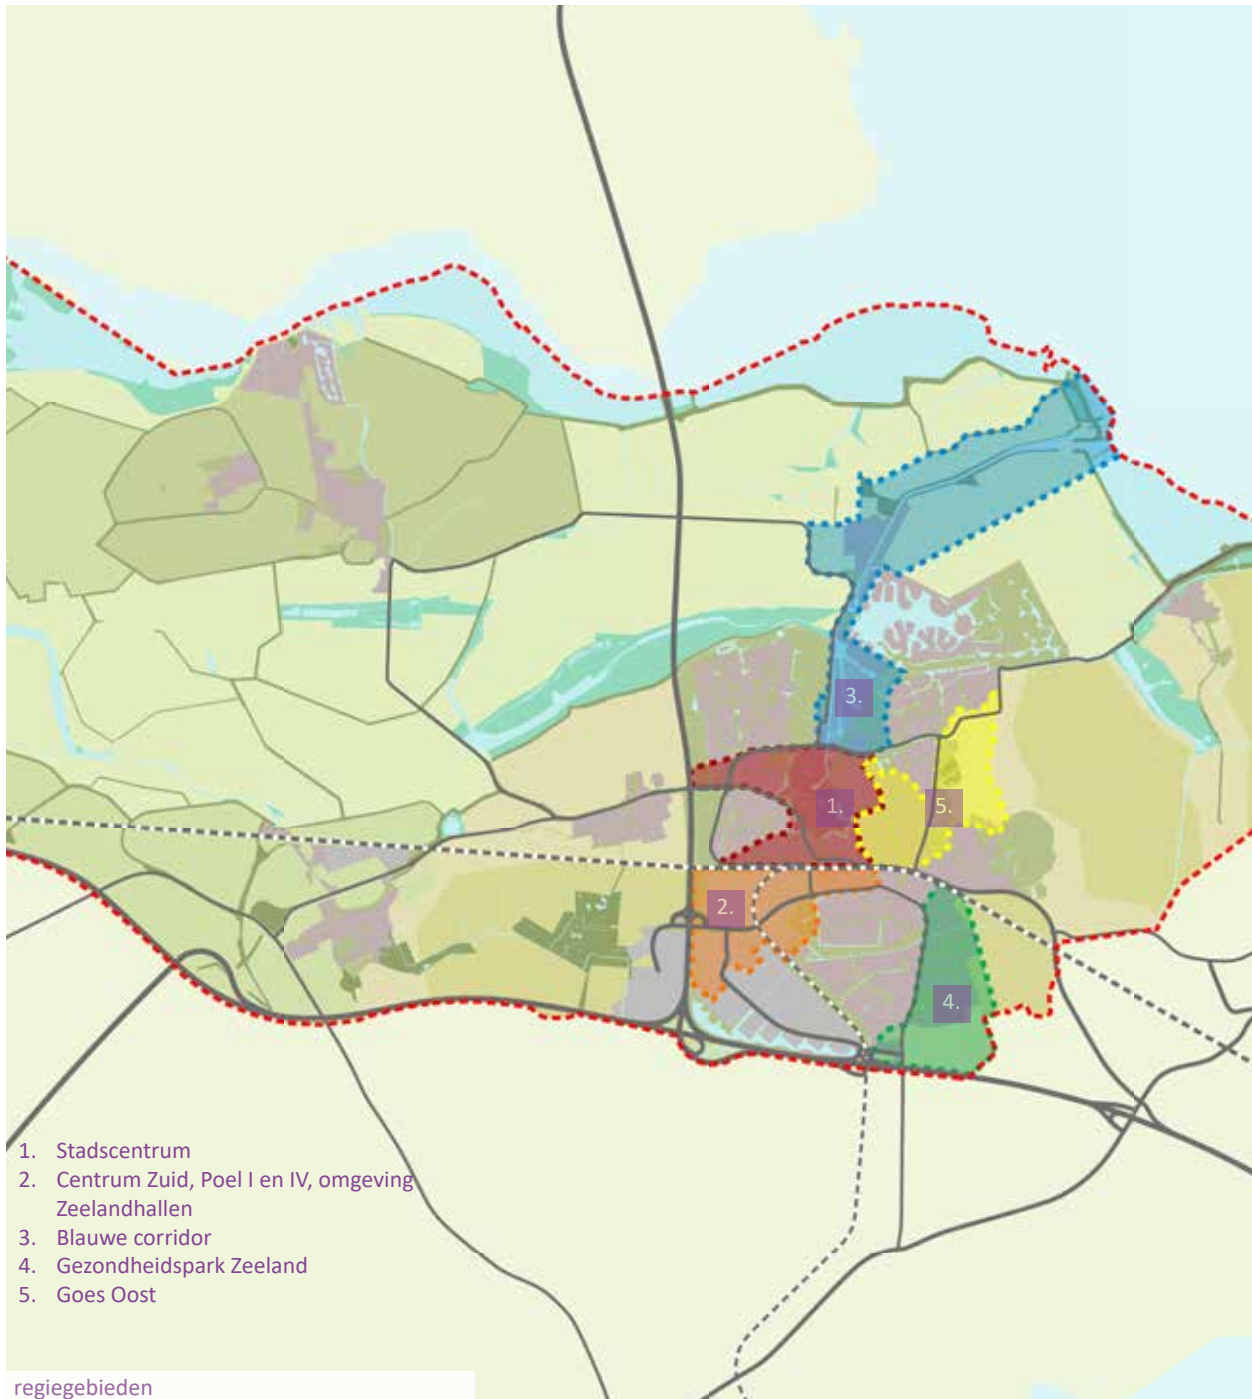 3.
1.
5.
2.
4.
1. Stadscentrum
2. Centrum Zuid, Poel I en IV, omgeving
Zeelandhallen
3. Blauwe corridor
4. Gezondheidspark Zeeland
5. Goes Oost
regiegebieden